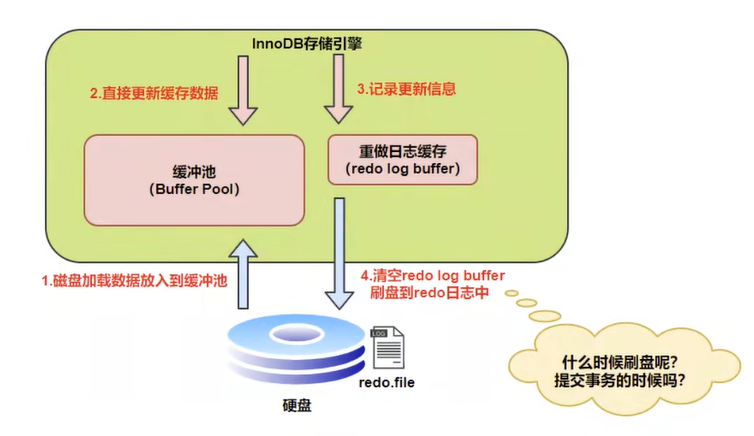 InnoDB存储引擎
2.直接更新缓存数据
3.记录更新信息
缓冲池
（Buffer Pool）
重做日志缓存
（redo log buffer）
1.磁盘加载数据放入到缓冲池
4.清空redo log buffer
刷盘到redo日志中
LOG
redo.file
硬盘
什么时候刷盘呢？
提交事务的时候吗？